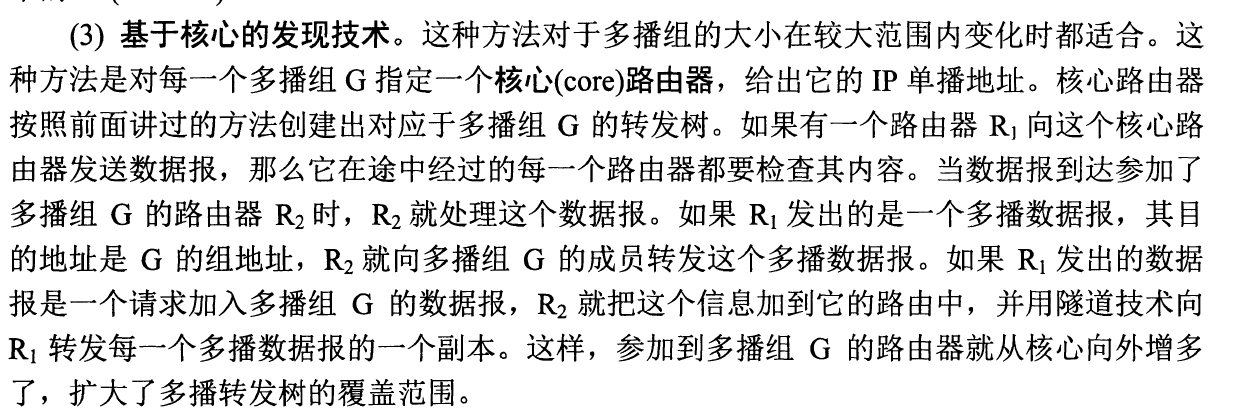 (3) 基于核心的发现技术。这种方法对于多播组的大小在较大范围内变化时都适合。这
种方法是对每一个多播组 G 指定一个核心(core)路由器，给出它的 IP 单播地址。核心路由器
按照前面讲过的方法创建出对应于多播组 G 的转发树。如果有一个路由器 R₁ 向这个核心路
由器发送数据报，那么它在途中经过的每一个路由器都要检查其内容。当数据报到达参加了
多播组 G 的路由器 R₂ 时，R₂ 就处理这个数据报。如果 R₁ 发出的是一个多播数据报，其目
的地址是 G 的组地址，R₂ 就向多播组 G 的成员转发这个多播数据报。如果 R₁ 发出的数据
报是一个请求加入多播组 G 的数据报，R₂ 就把这个信息加到它的路由中，并用隧道技术向
R₁ 转发每一个多播数据报的一个副本。这样，参加到多播组 G 的路由器就从核心向外增多
了，扩大了多播转发树的覆盖范围。